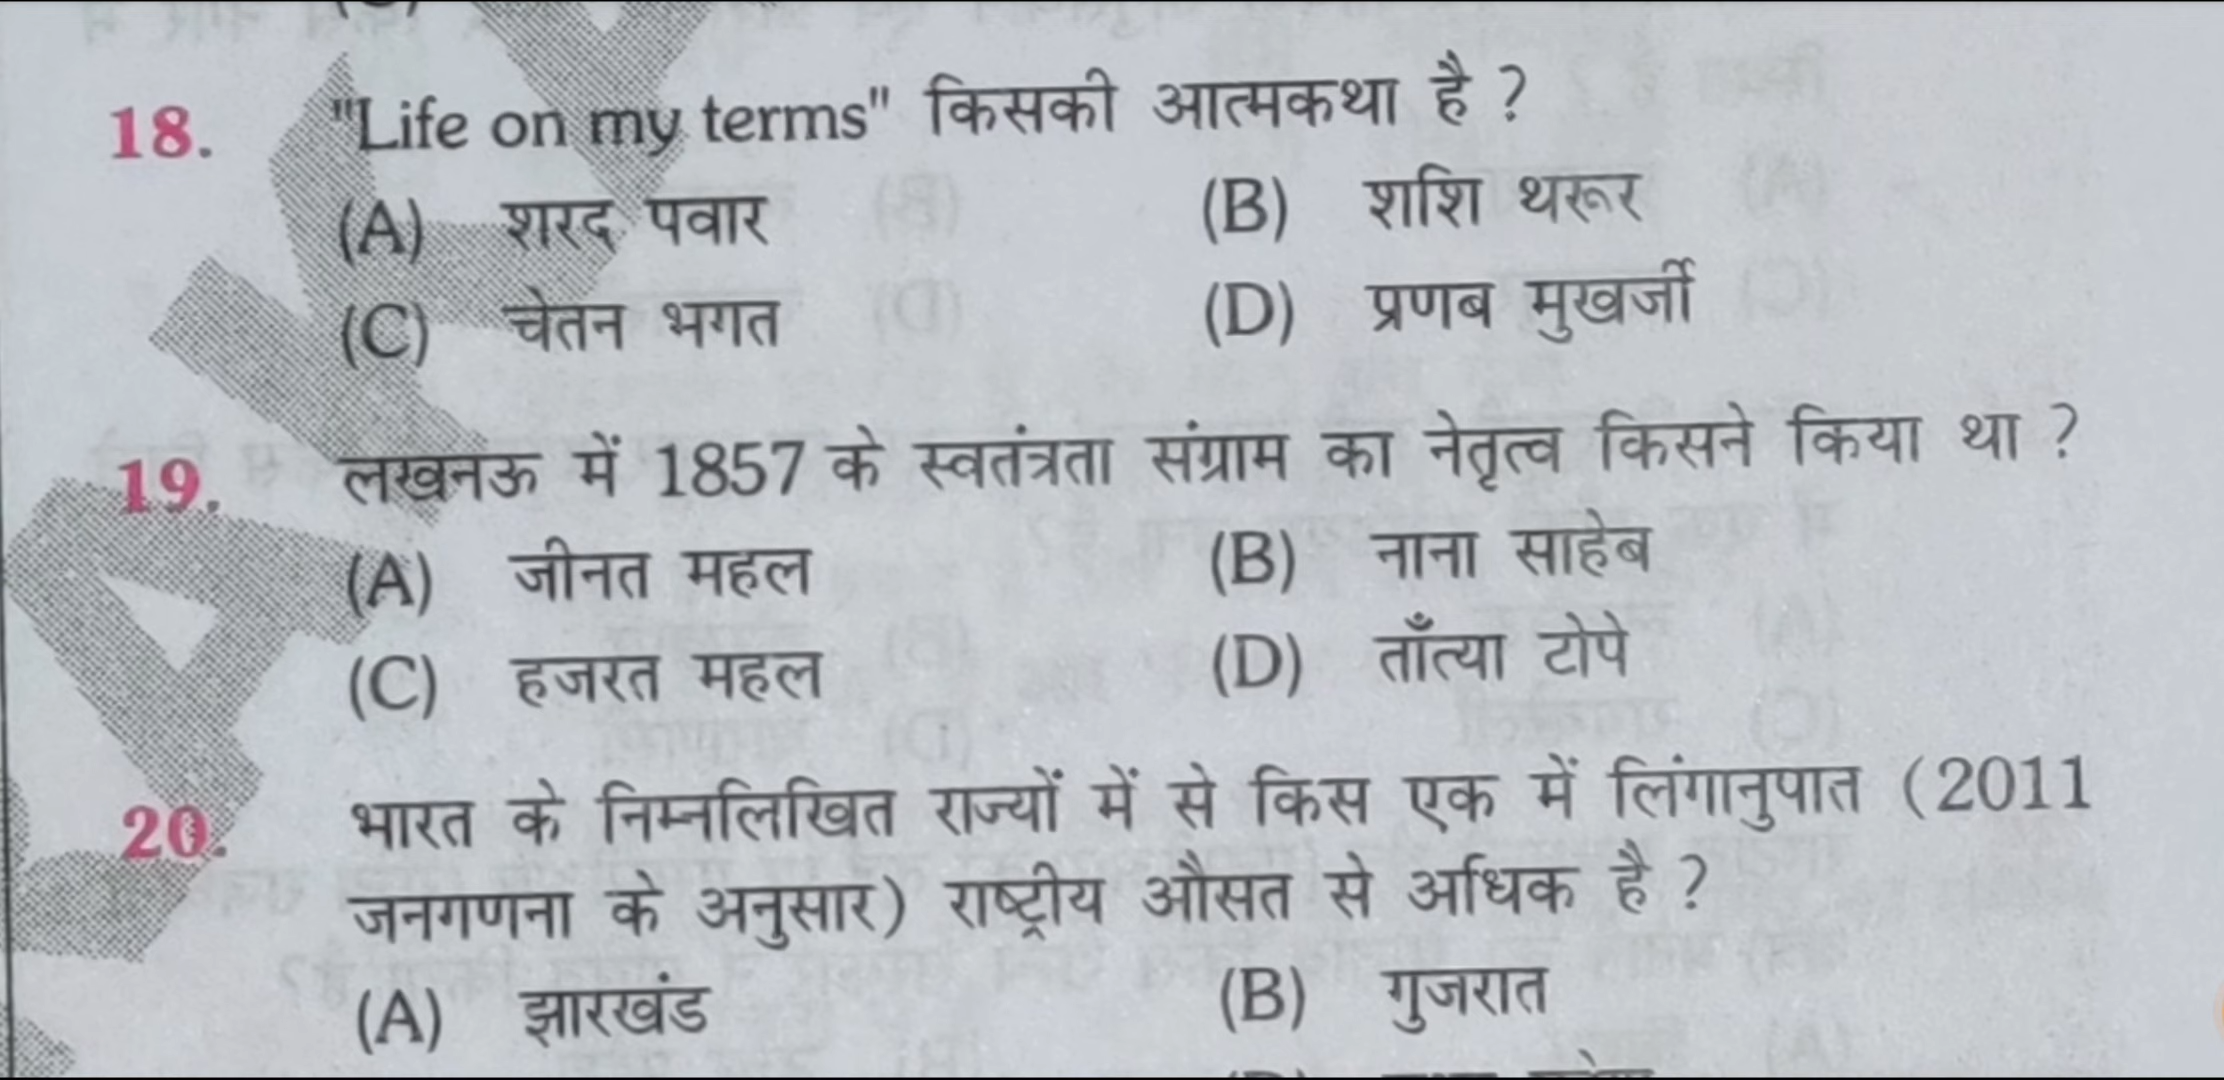 18. "Life on my terms" किसकी आत्मकथा है ?
(A) शरद पवार (B) शशि थरूर
(C) चेतन भगत (D) प्रणब मुखर्जी
19. लखनऊ में 1857 के स्वतंत्रता संग्राम का नेतृत्व किसने किया था ?
(A) जीनत महल (B) नाना साहेब
(C) हजरत महल (D) ताँत्या टोपे
20. भारत के निम्नलिखित राज्यों में से किस एक में लिंगानुपात (2011
जनगणना के अनुसार) राष्ट्रीय औसत से अधिक है ?
(A) झारखंड (B) गुजरात